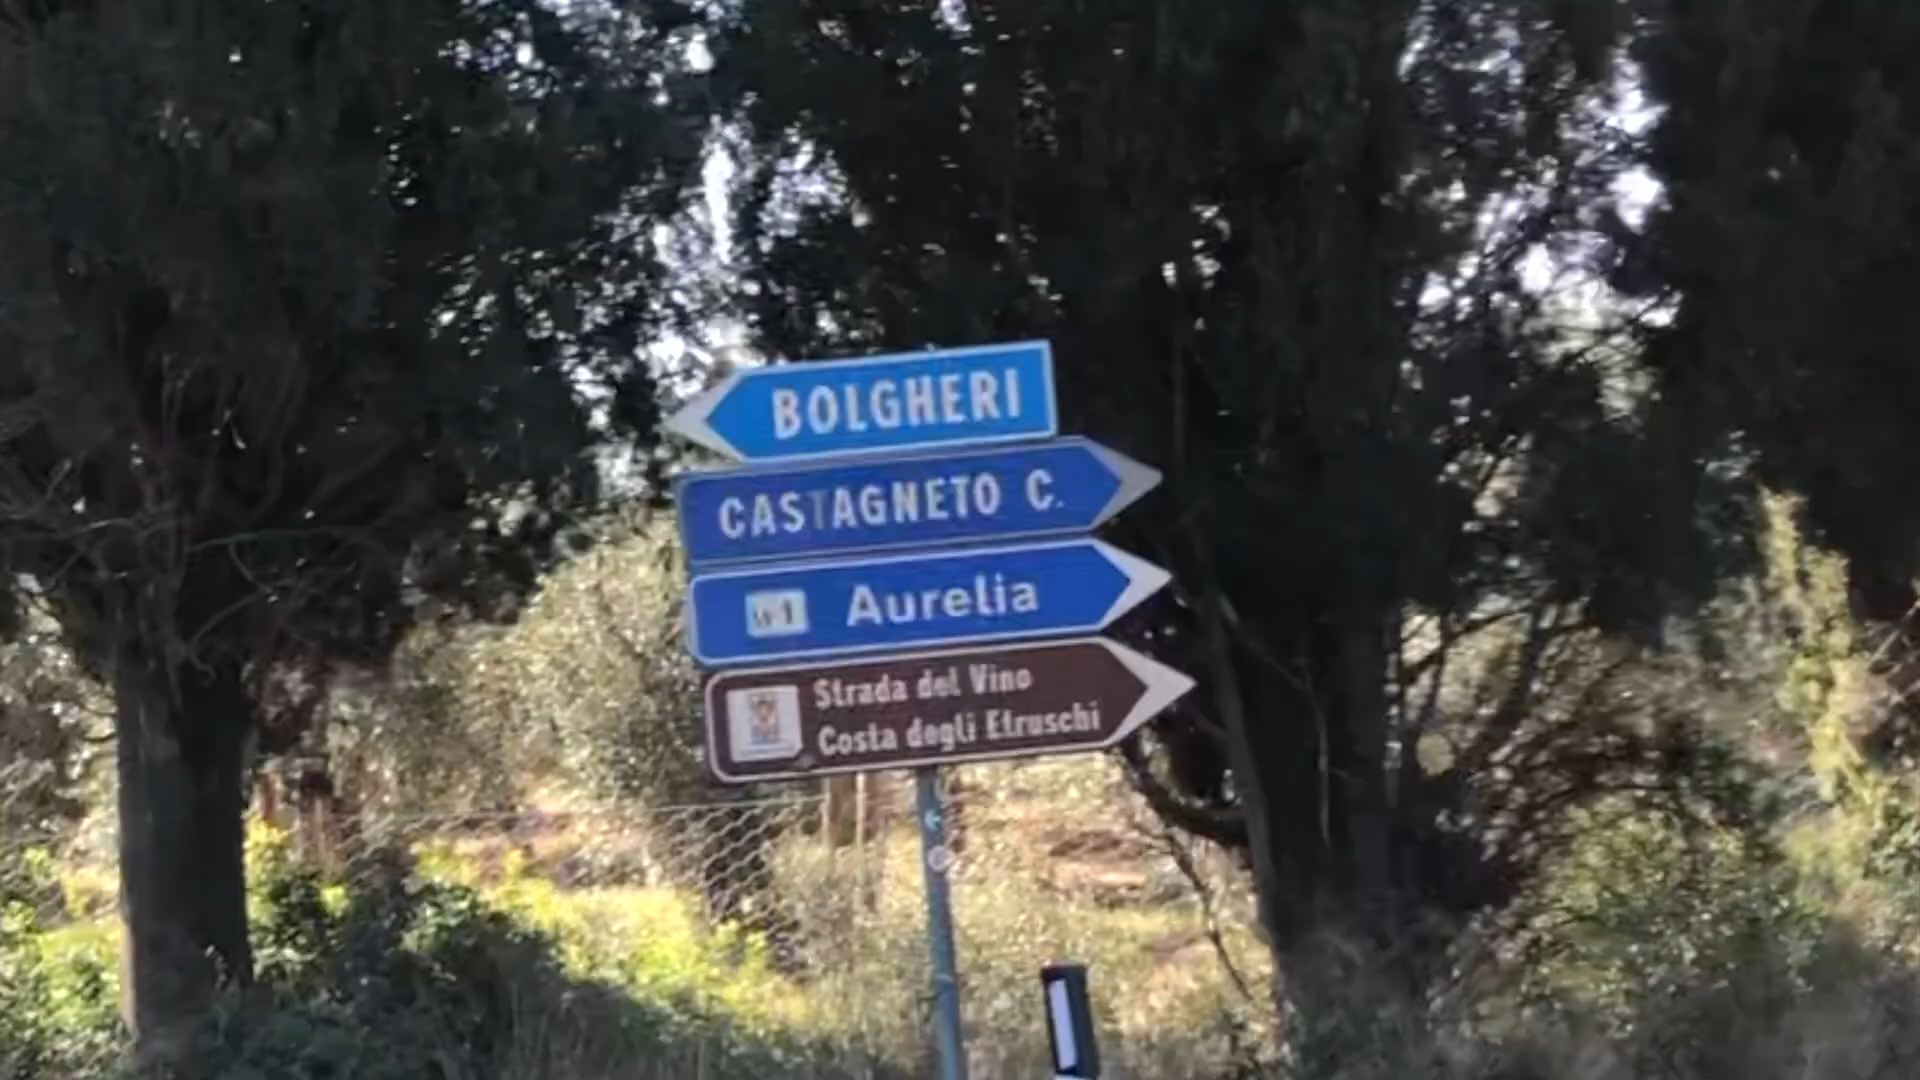 BOLGHERI
CASTAGNETO C.
Aurelia
Strada del Vino
Costa degli Etruschi